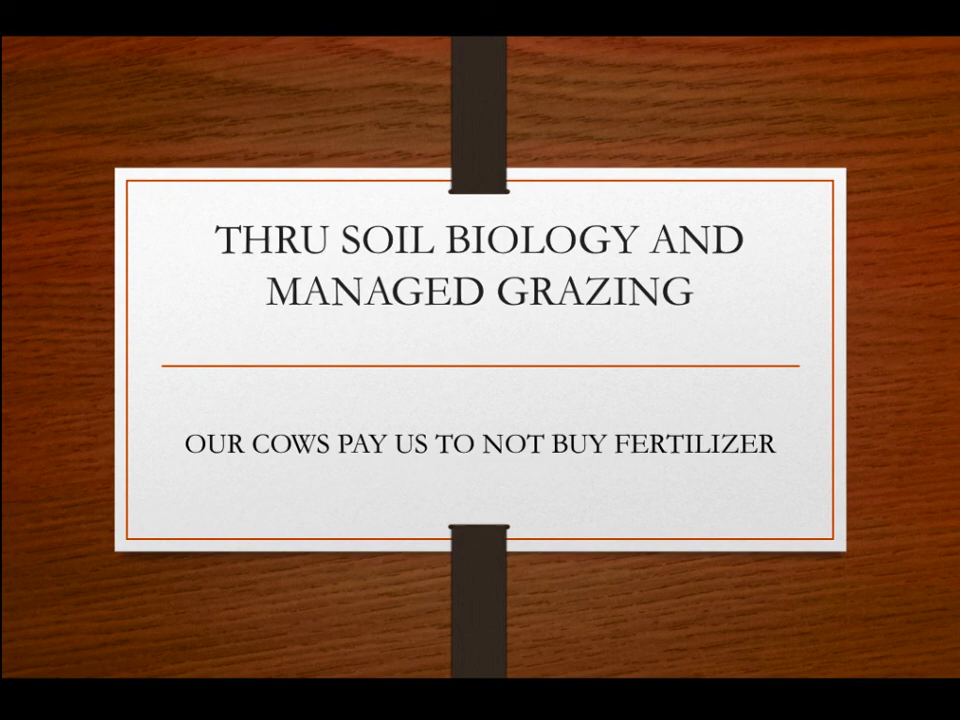 THRU SOIL BIOLOGY AND
MANAGED GRAZING
OUR COWS PAY US TO NOT BUY FERTILIZER